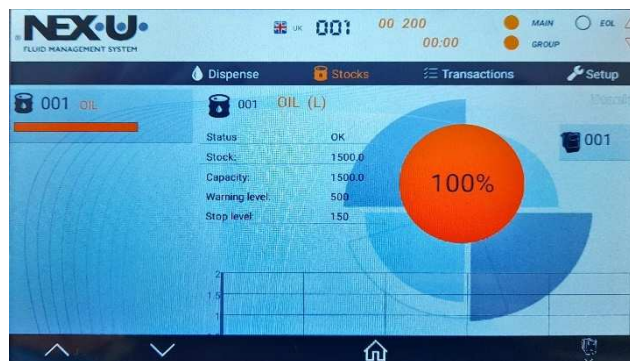 NEX·U·
FLUID MANAGEMENT SYSTEM
UK 001 00 200 MAIN EOL
00:00 GROUP
Dispense Stocks Transactions Setup
001 OIL
001 OIL (L)
Status OK
Stock: 1500.0
Capacity: 1500.0
Warning level: 500
Stop level: 150
100%
001
2
1.5
1